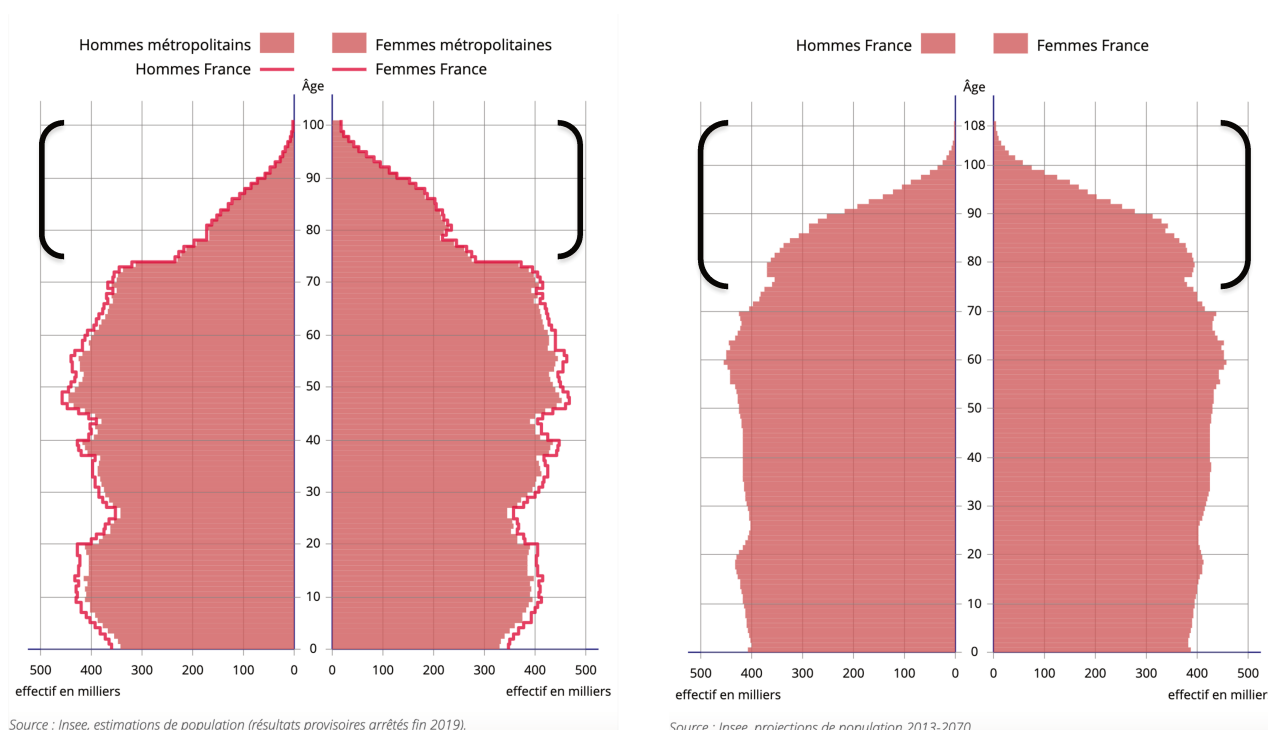 Hommes métropolitains Femmes métropolitaines
Hommes France Femmes France
Âge
100
90
80
70
60
50
40
30
20
10
500 400 300 200 100 0 0 0 100 200 300 400 500
effectif en milliers effectif en milliers
Source : Insee, estimations de population (résultats provisoires arrêtés fin 2019).
Hommes France Femmes France
Âge
108
100
90
80
70
60
50
40
30
20
10
0
500 400 300 200 100 0 0 100 200 300 400 500
effectif en milliers effectif en millier
Source : Insee, projections de population 2013-2070